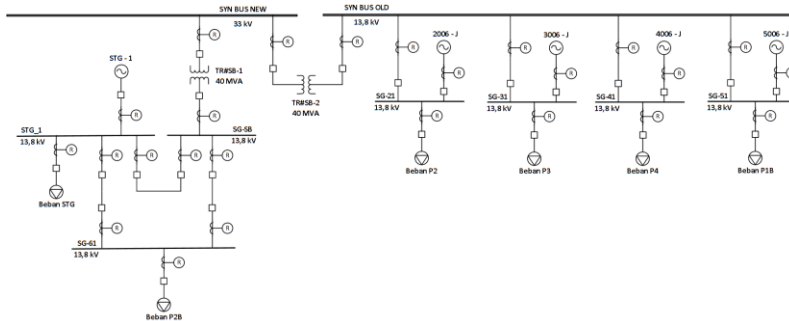 SYN BUS NEW
33 kV
SYN BUS OLD
13,8 kV
R
R
R
R
2006 - J
R
R
3006 - J
R
R
4006 - J
R
R
5006 - J
R
STG - 1
TR#SB-1
40 MVA
TR#SB-2
40 MVA
R
R
SG-21
13,8 kV
SG-31
13,8 kV
SG-41
13,8 kV
SG-51
13,8 kV
R
R
R
R
STG_1
13,8 kV
SG-SB
13,8 kV
R
R
R
R
R
Beban P2
Beban P3
Beban P4
Beban P1B
Beban STG
R
R
SG-61
13,8 kV
R
Beban P2B